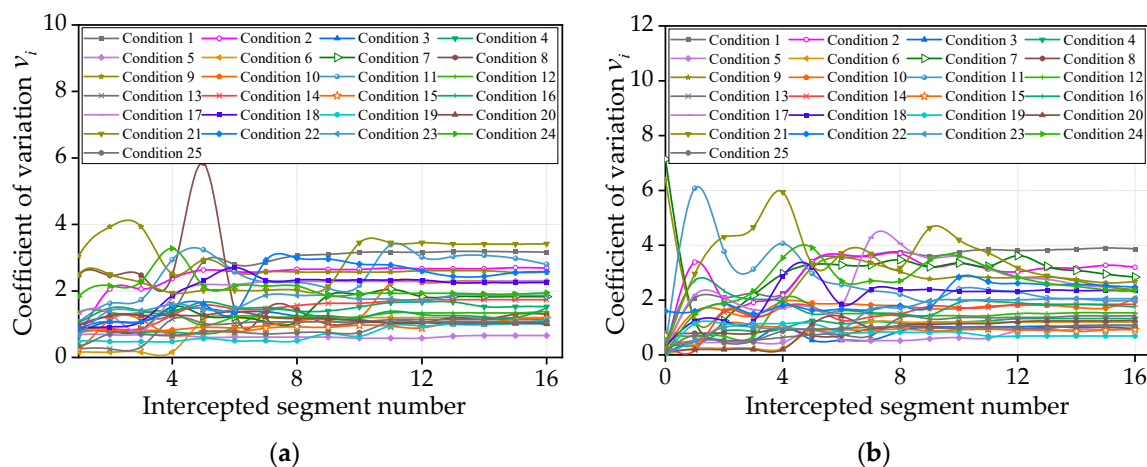 10
8
6
4
2
0
Coefficient of variation vi
Condition 1 Condition 2 Condition 3 Condition 4
Condition 5 Condition 6 Condition 7 Condition 8
Condition 9 Condition 10 Condition 11 Condition 12
Condition 13 Condition 14 Condition 15 Condition 16
Condition 17 Condition 18 Condition 19 Condition 20
Condition 21 Condition 22 Condition 23 Condition 24
Condition 25
4 8 12 16
Intercepted segment number
(a)
12
10
8
6
4
2
0
Coefficient of variation vi
Condition 1 Condition 2 Condition 3 Condition 4
Condition 5 Condition 6 Condition 7 Condition 8
Condition 9 Condition 10 Condition 11 Condition 12
Condition 13 Condition 14 Condition 15 Condition 16
Condition 17 Condition 18 Condition 19 Condition 20
Condition 21 Condition 22 Condition 23 Condition 24
Condition 25
0 4 8 12 16
Intercepted segment number
(b)